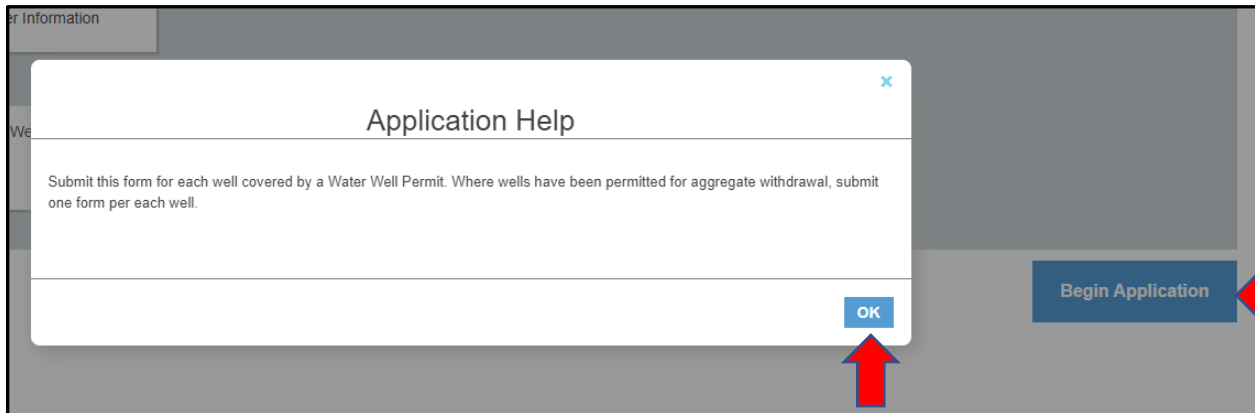 er Information
We
×
Application Help
Submit this form for each well covered by a Water Well Permit. Where wells have been permitted for aggregate withdrawal, submit
one form per each well.
Begin Application
OK